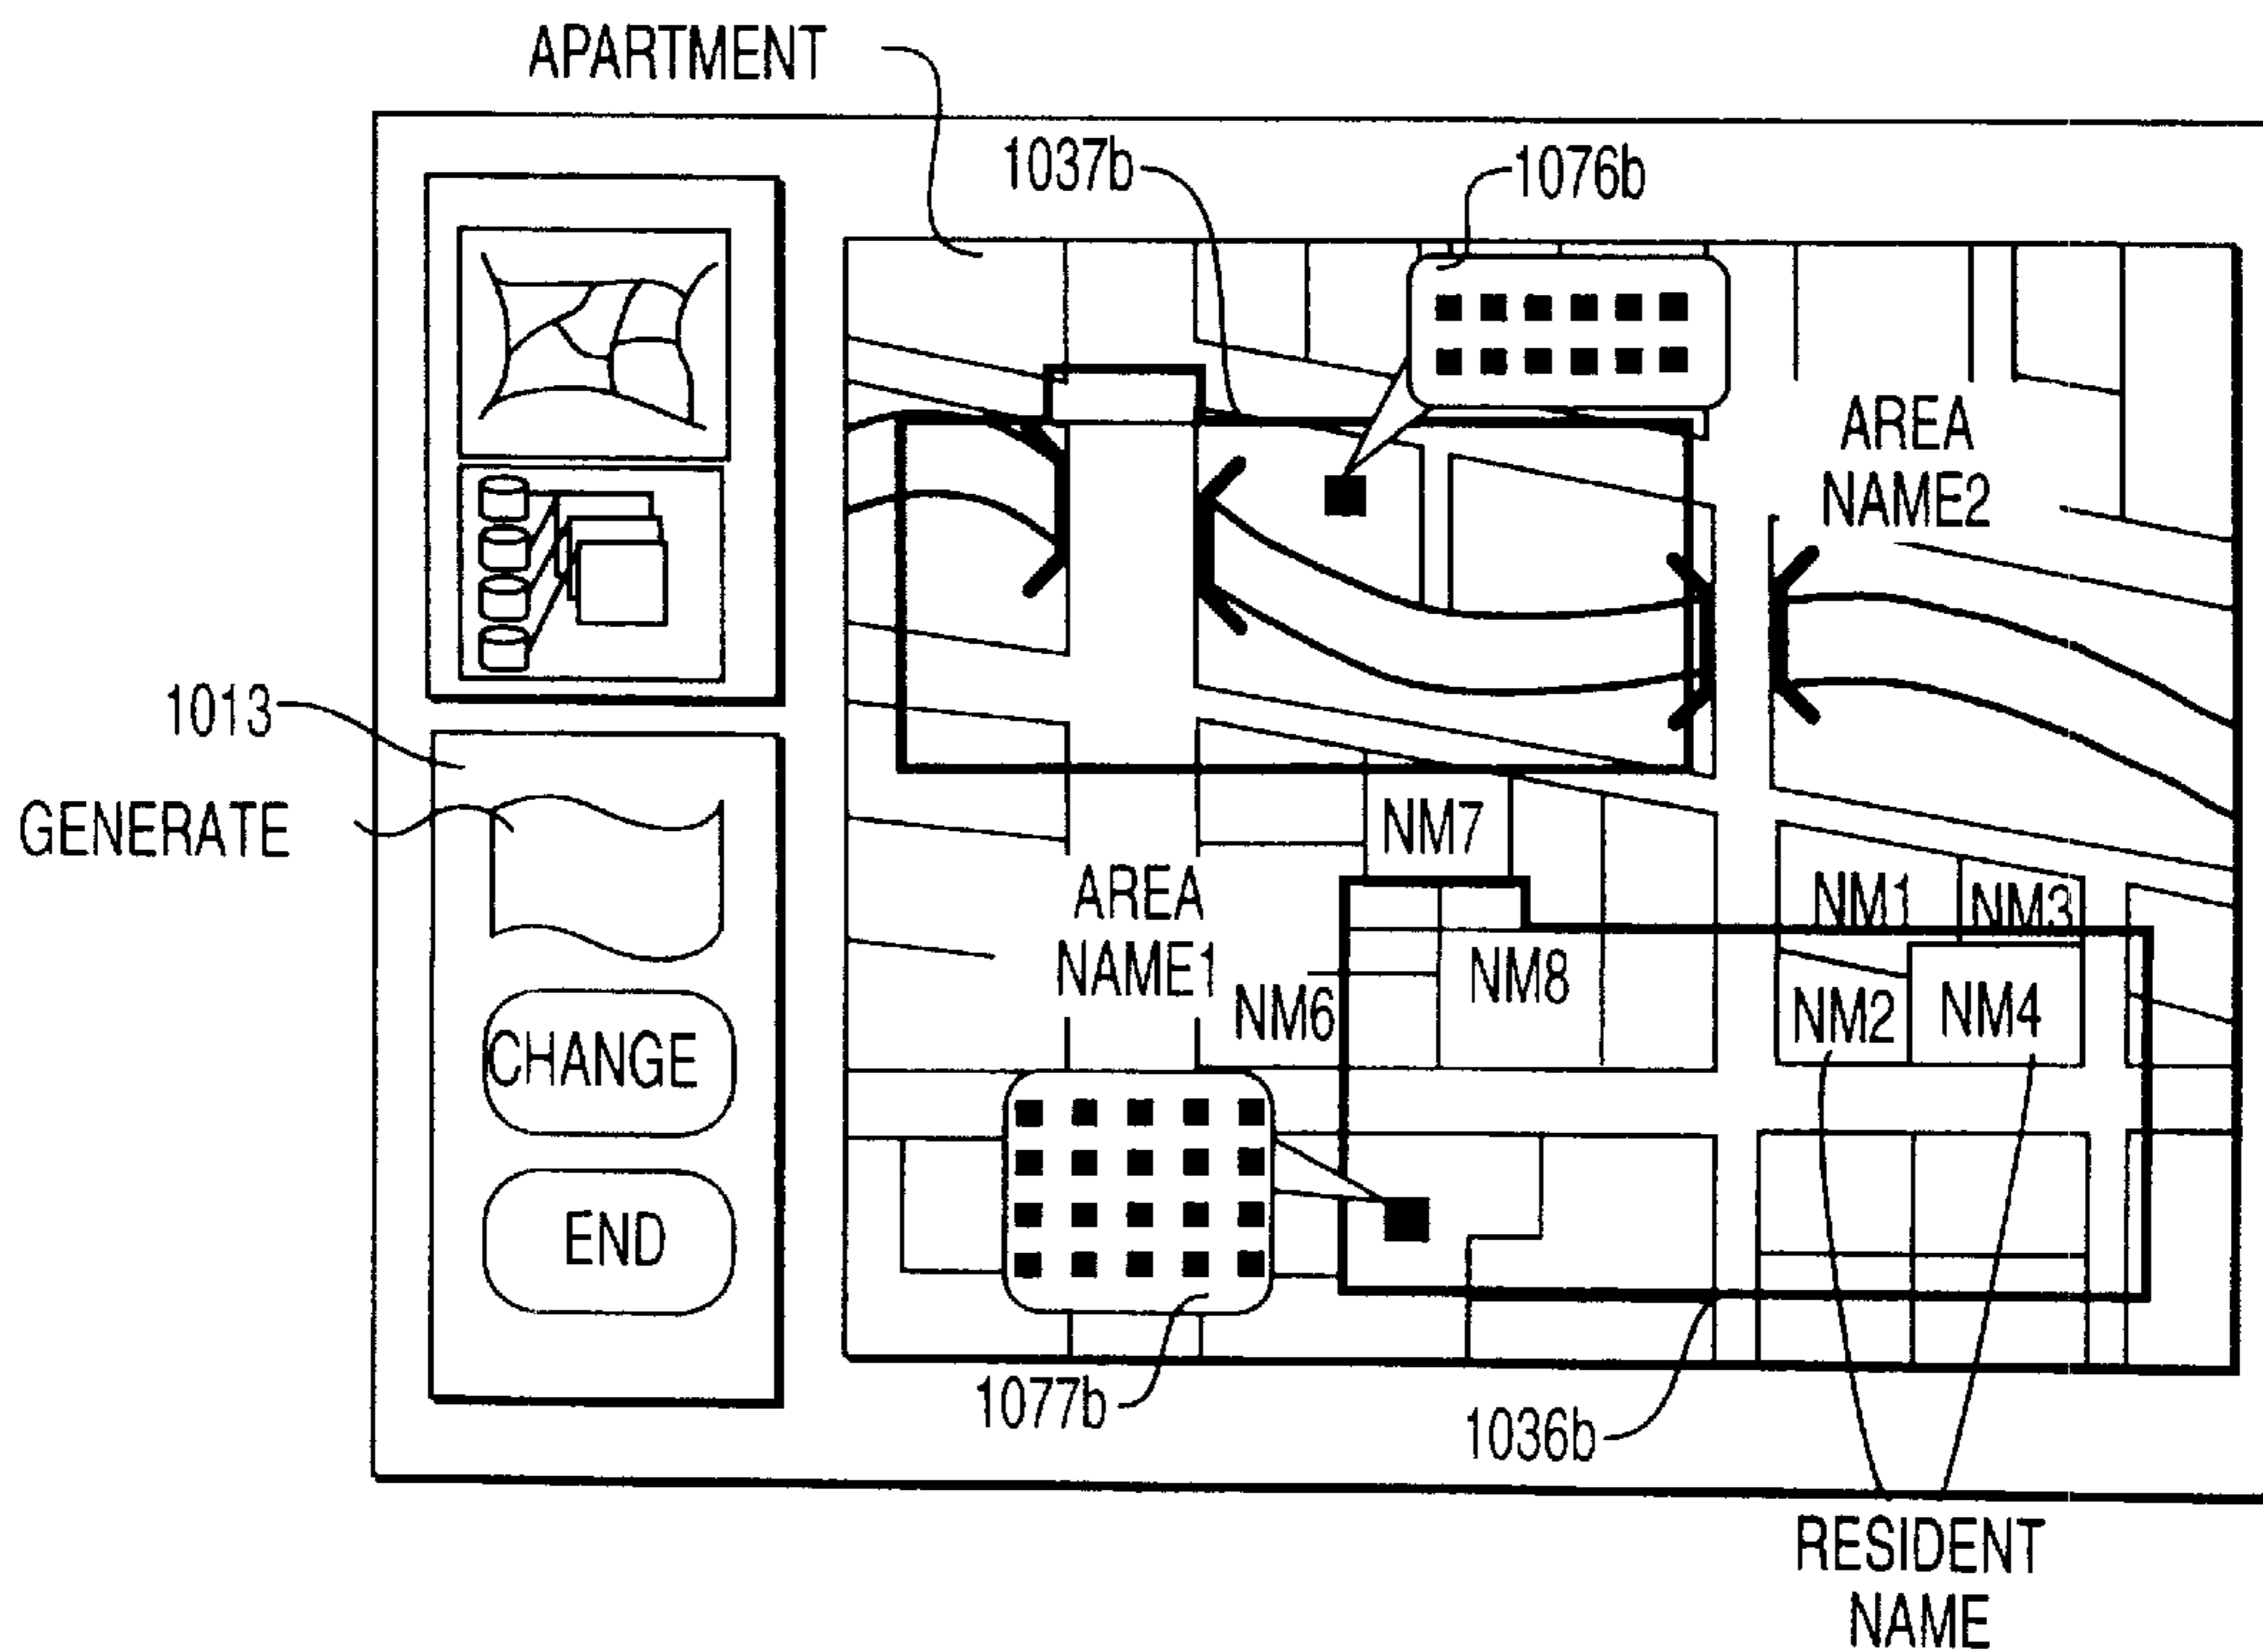 APARTMENT
1037b
1076b
AREA
NAME2
1013
GENERATE
NM7
AREA
NAME1
NM1
NM3
NM6
NM8
NM2
NM4
CHANGE
END
1077b
1036b
RESIDENT
NAME